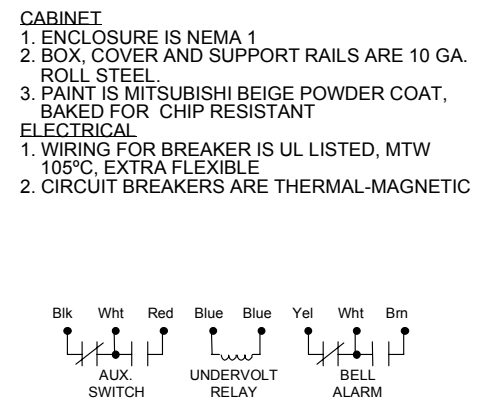 CABINET
1. ENCLOSURE IS NEMA 1
2. BOX, COVER AND SUPPORT RAILS ARE 10 GA.
ROLL STEEL.
3. PAINT IS MITSUBISHI BEIGE POWDER COAT,
BAKED FOR CHIP RESISTANT
ELECTRICAL
1. WIRING FOR BREAKER IS UL LISTED, MTW
105ºC, EXTRA FLEXIBLE
2. CIRCUIT BREAKERS ARE THERMAL-MAGNETIC
Blk Wht Red Blue Blue Yel Wht Brn
AUX. SWITCH
UNDERVOLT RELAY
BELL ALARM